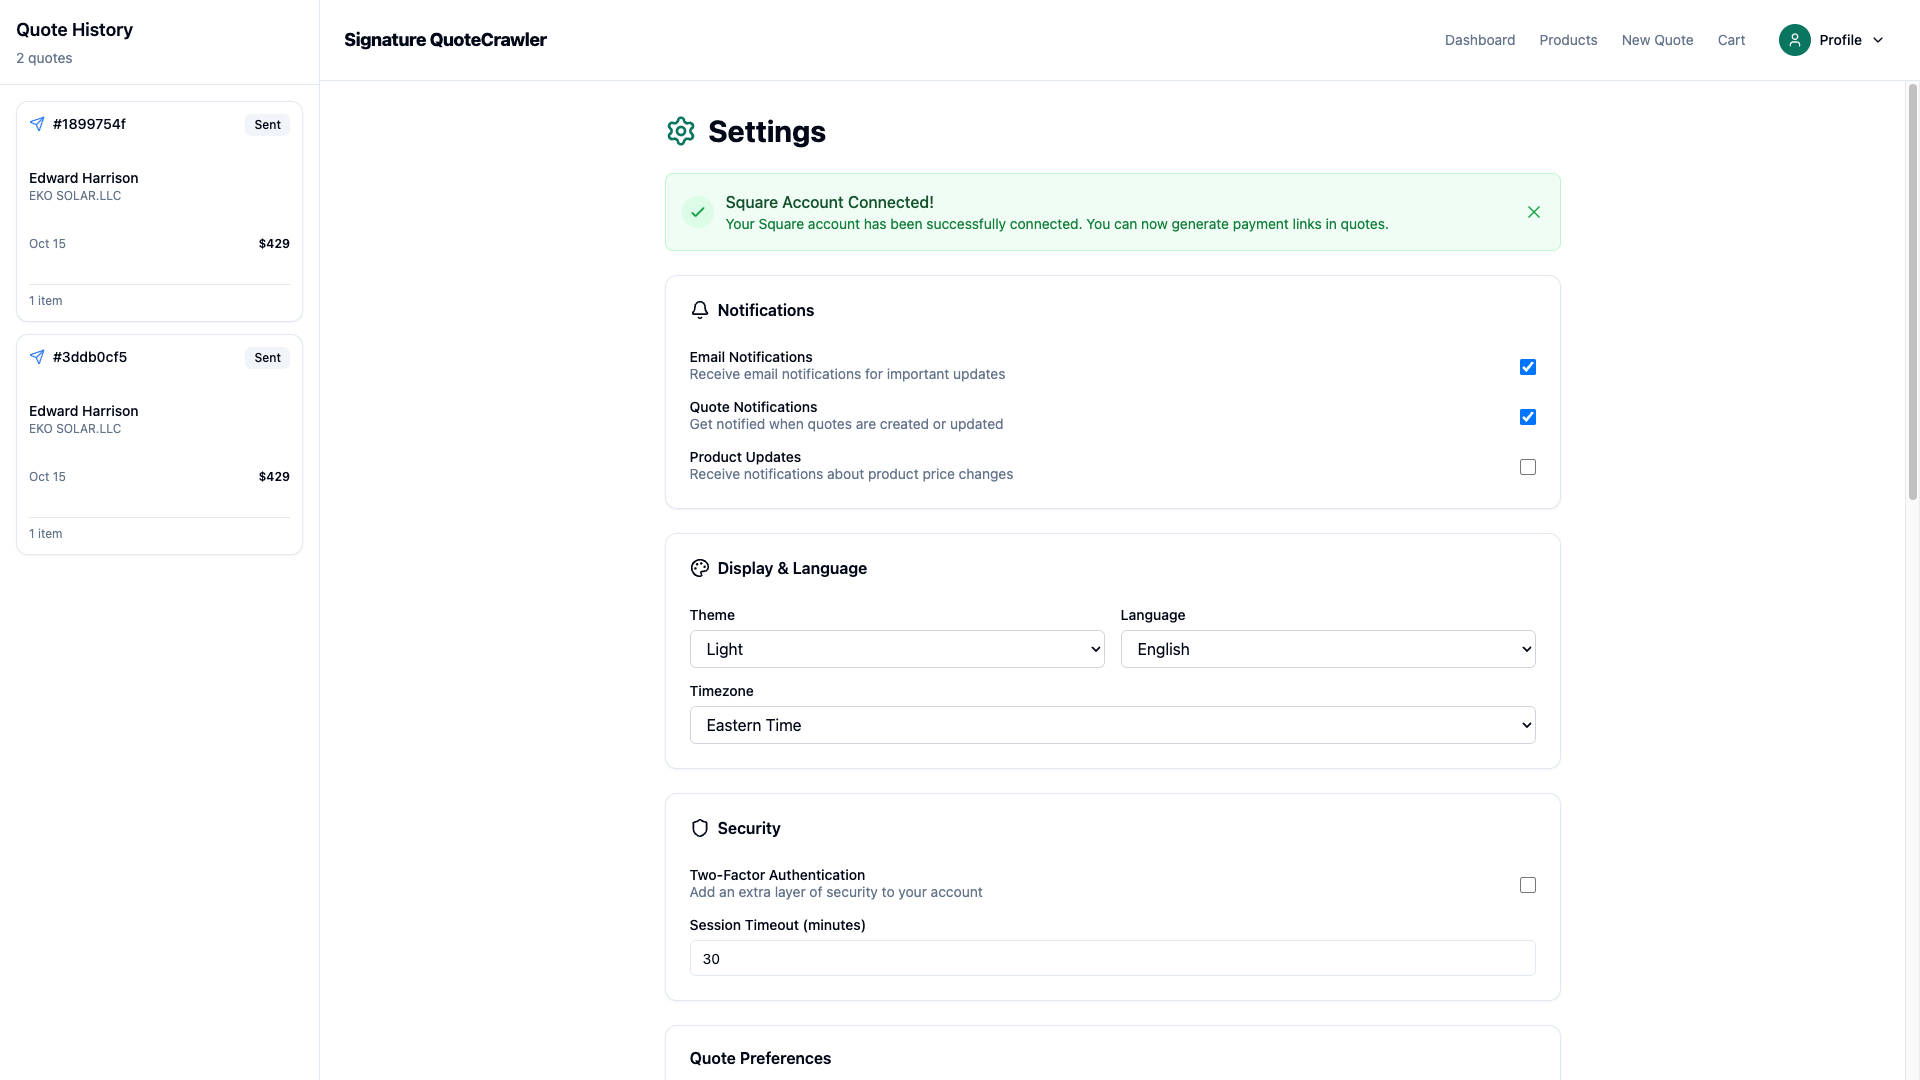 Quote History
2 quotes
#1899754f
Sent
Edward Harrison
EKO SOLAR.LLC
Oct 15
$429
1 item
#3ddb0cf5
Sent
Edward Harrison
EKO SOLAR.LLC
Oct 15
$429
1 item
Signature QuoteCrawler
Dashboard
Products
New Quote
Cart
Profile
Settings
Square Account Connected!
Your Square account has been successfully connected. You can now generate payment links in quotes.
Notifications
Email Notifications
Receive email notifications for important updates
Quote Notifications
Get notified when quotes are created or updated
Product Updates
Receive notifications about product price changes
Display & Language
Theme
Light
Language
English
Timezone
Eastern Time
Security
Two-Factor Authentication
Add an extra layer of security to your account
Session Timeout (minutes)
30
Quote Preferences